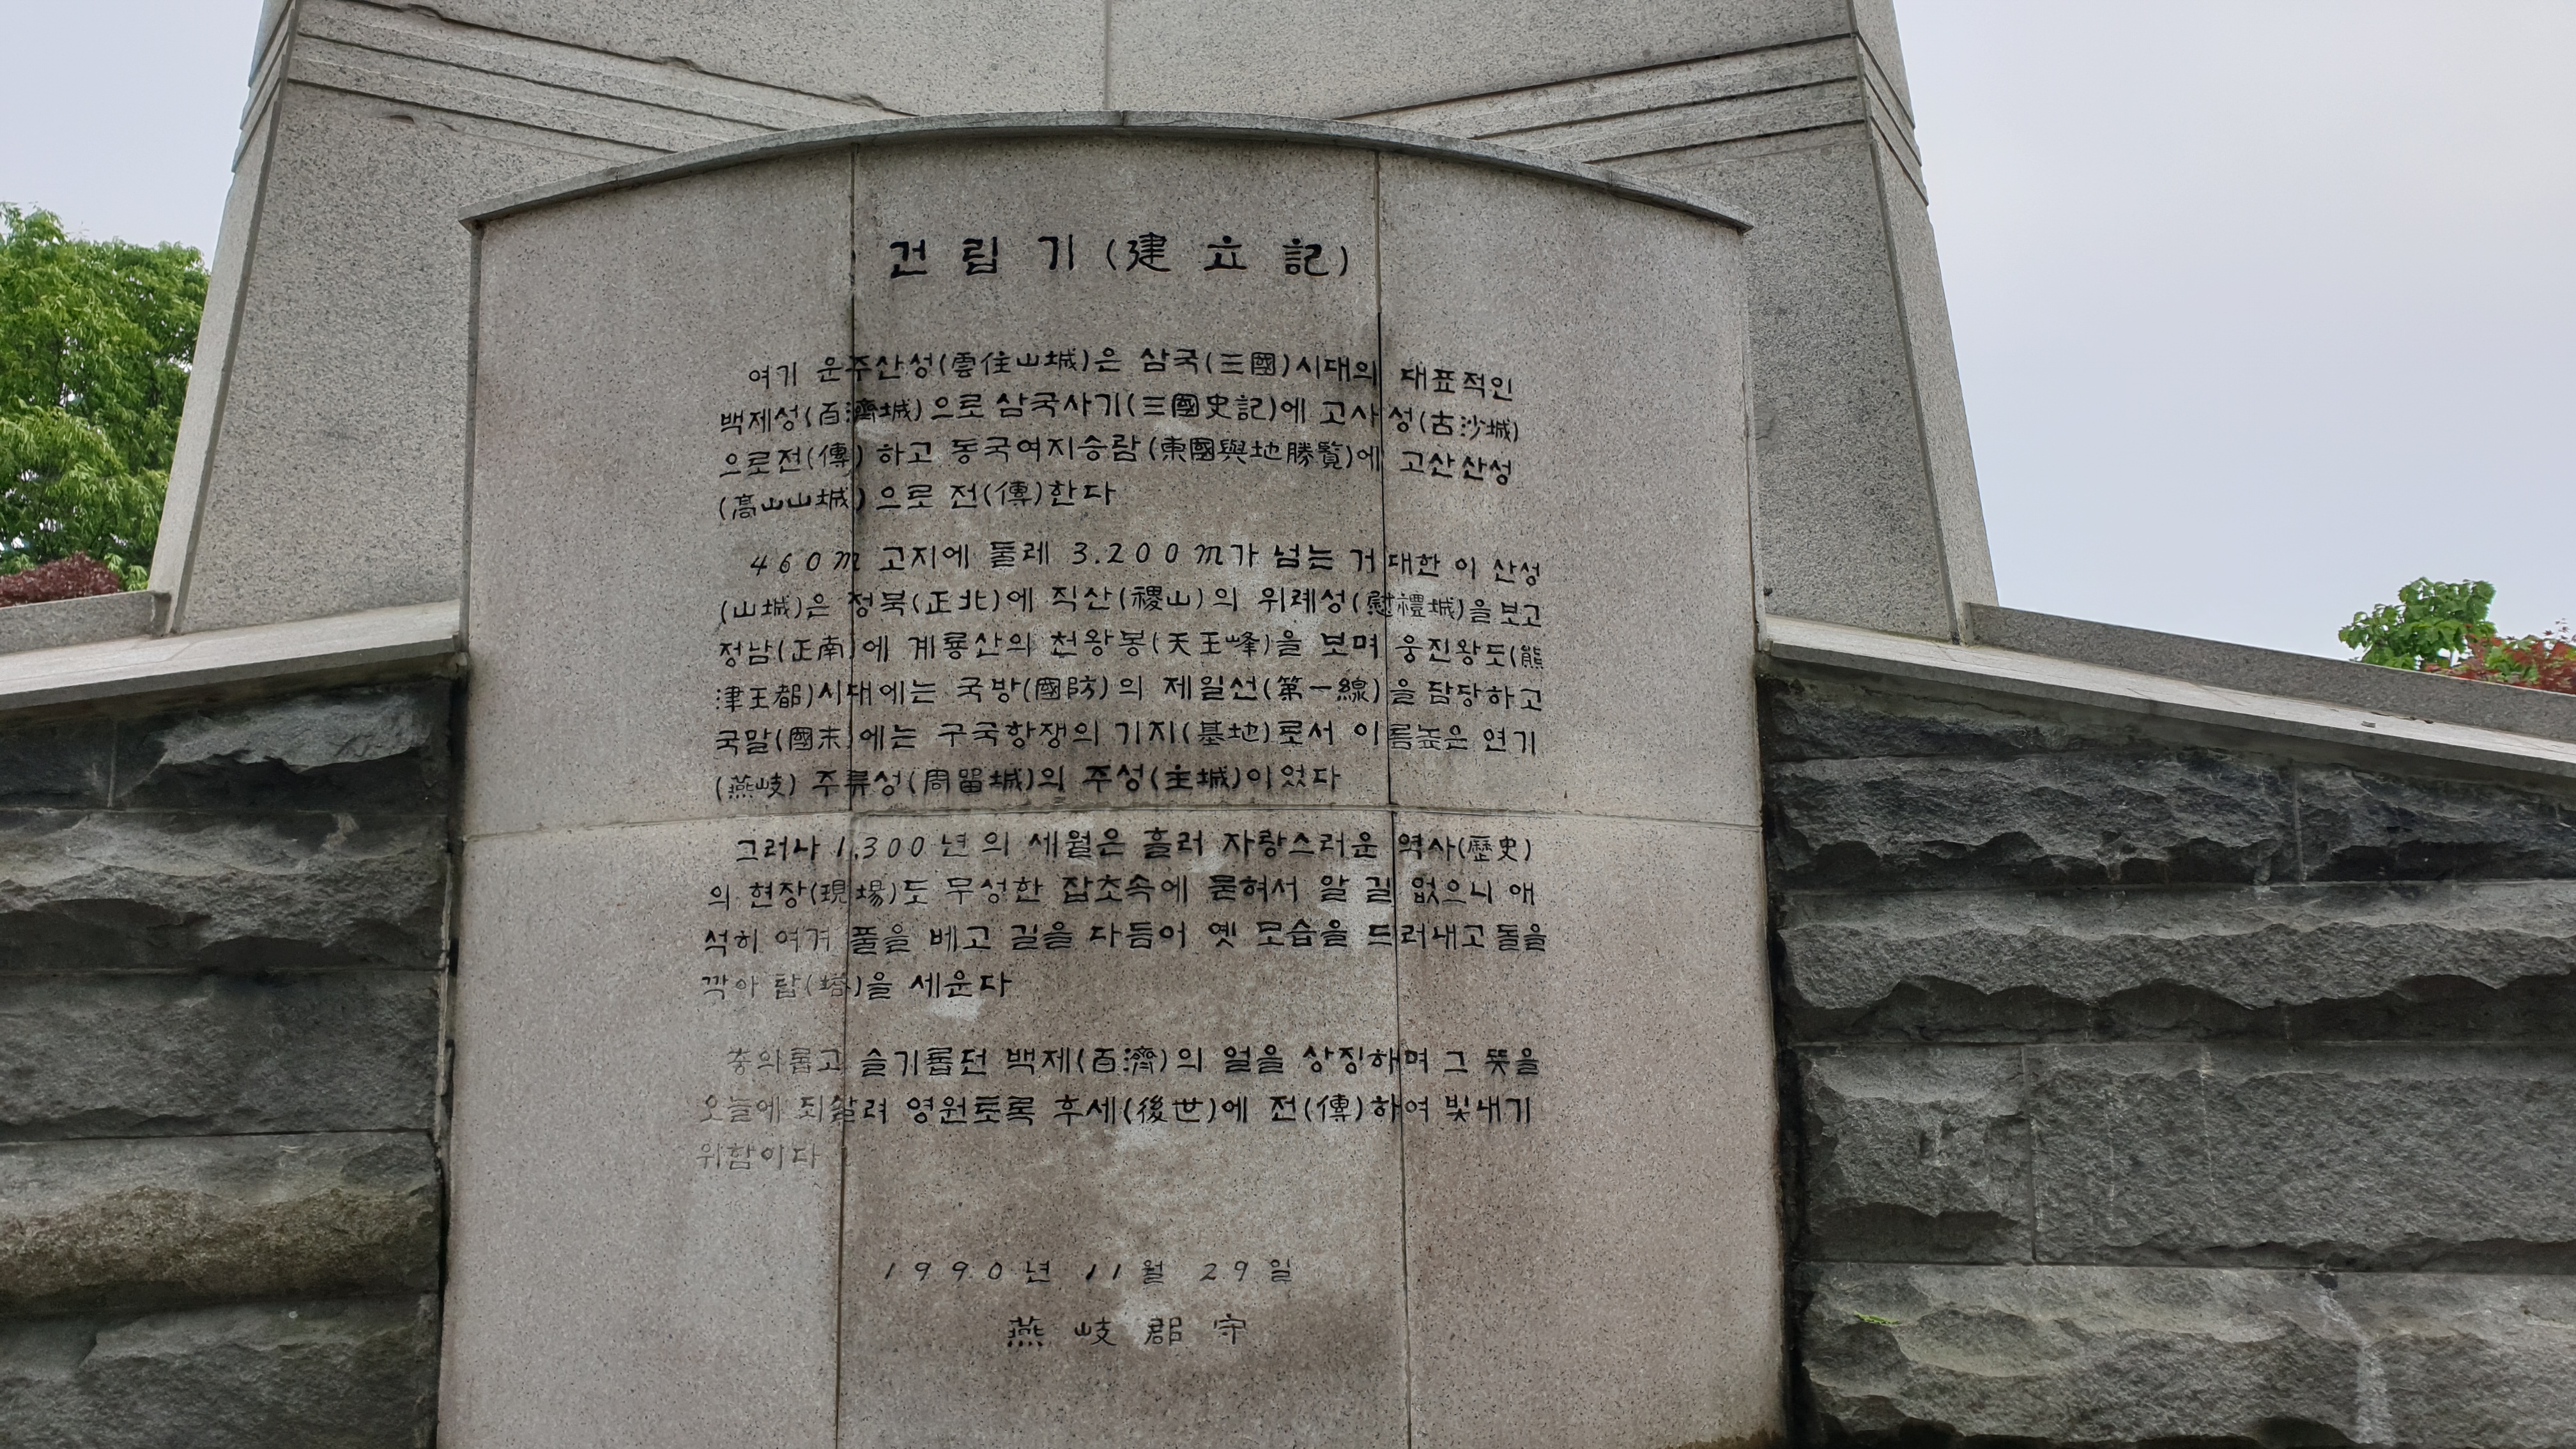 건립기(建立記)
여기 운주산성(雲住山城)은 삼국(三國)시대의 대표적인
백제성(百濟城)으로 삼국사기(三國史記)에 고사성(古沙城)
으로전(傳)하고 동국여지승람(東國與地勝覽)에 고산산성
(高山山城)으로 전(傳)한다
460m 고지에 둘레 3.200m가 넘는 거대한 이 산성
(山城)은 정북(正北)에 직산(稷山)의 위례성(慰禮城)을 보고
정남(正南)에 계룡산의 천왕봉(天王峰)을 보며 웅진왕도(熊
津王都)시대에는 국방(國防)의 제일선(第一線)을 담당하고
국말(國末)에는 구국항쟁의 기지(基地)로서 이름높은 연기
(燕岐) 주류성(周留城)의 주성(主城)이었다
그러나 1,300년의 세월은 흘러 자랑스러운 역사(歷史)
의 현장(現場)도 무성한 잡초속에 묻혀서 알 길 없으니 애
석히 여겨 풀을 베고 길을 다듬어 옛 모습을 드러내고 돌을
깎아 탑(塔)을 세운다
충의롭고 슬기롭던 백제(百濟)의 얼을 상징하며 그 뜻을
오늘에 되살려 영원토록 후세(後世)에 전(傳)하여 빛내기
위함이다
1990년 11월 29일
燕岐郡守